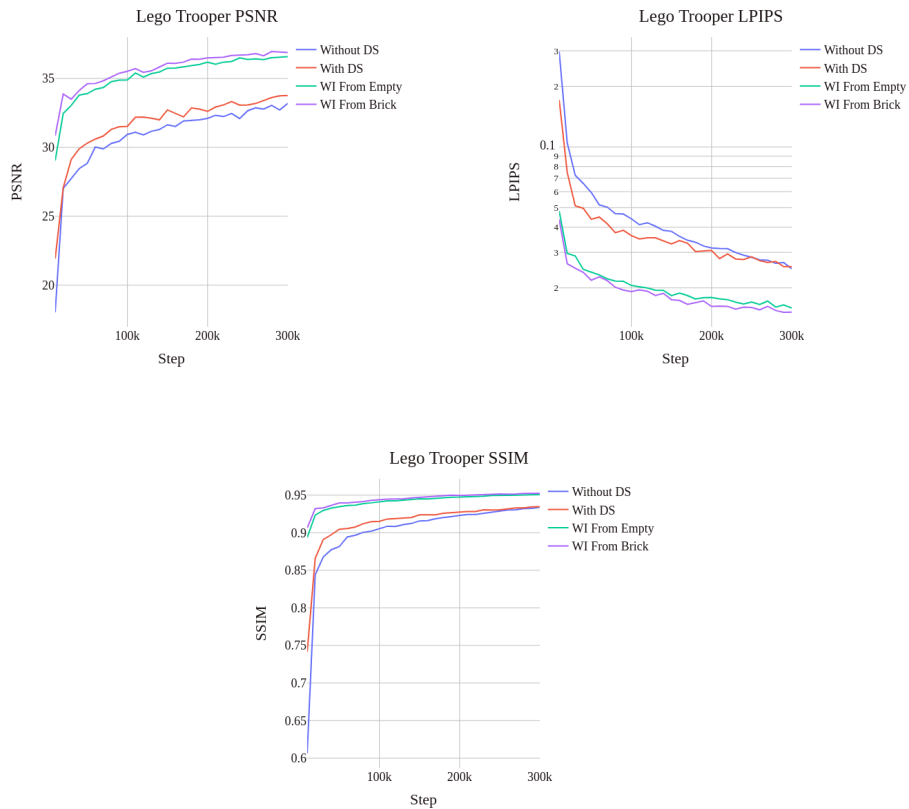 Lego Trooper PSNR
PSNR
35
30
25
20
100k
200k
300k
Step
Without DS
With DS
WI From Empty
WI From Brick
Lego Trooper LPIPS
LPIPS
3
2
0.1
9
8
7
6
5
4
3
2
100k
200k
300k
Step
Without DS
With DS
WI From Empty
WI From Brick
Lego Trooper SSIM
SSIM
0.95
0.9
0.85
0.8
0.75
0.7
0.65
0.6
100k
200k
300k
Step
Without DS
With DS
WI From Empty
WI From Brick